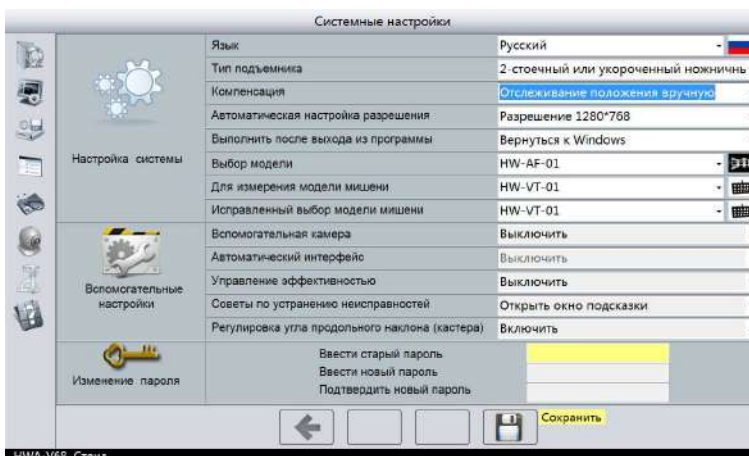 Системные настройки
Язык
Русский
Тип подъемника
2-стоечный или укороченный ножничнь
Компенсация
Отслеживание положения вручную
Автоматическая настройка разрешения
Разрешение 1280*768
Выполнить после выхода из программы
Вернуться к Windows
Настройка системы
Выбор модели
HW-AF-01
Для измерения модели мишени
HW-VT-01
Исправленный выбор модели мишени
HW-VT-01
Вспомогательная камера
Выключить
Автоматический интерфейс
Выключить
Вспомогательные
настройки
Управление эффективностью
Выключить
Советы по устранению неисправностей
Открыть окно подсказки
Регулировка угла продольного наклона (кастера)
Включить
Изменение пароля
Ввести старый пароль
Ввести новый пароль
Подтвердить новый пароль
Сохранить
HWA-V68 Стенд